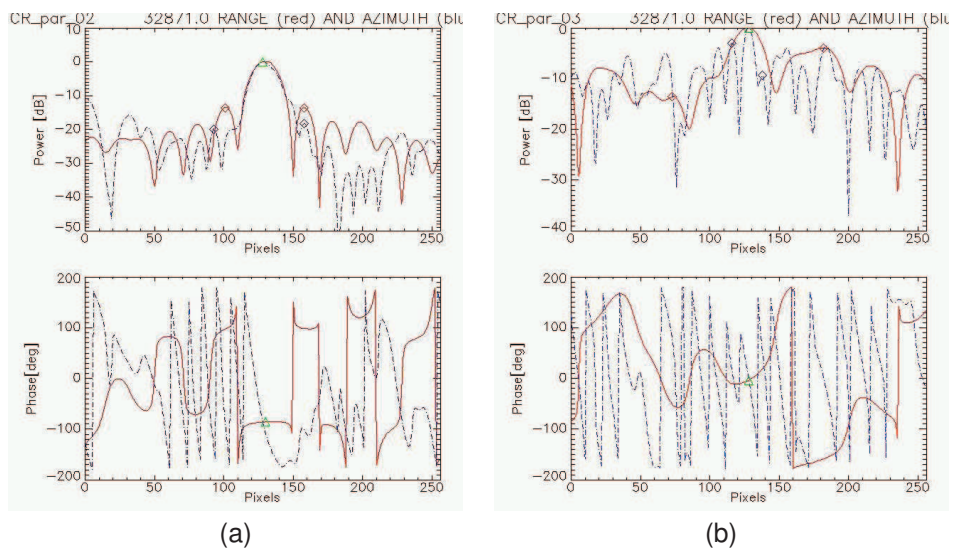 CR_par_02 32871.0 RANGE (red) AND AZIMUTH (blu
10
0
−10
−20
−30
−40
−50
Power [dB]
0 50 100 150 200 250
Pixels
200
100
0
−100
−200
Phase[deg]
0 50 100 150 200 250
Pixels
(a)
CR_par_03 32871.0 RANGE (red) AND AZIMUTH (blu
0
−10
−20
−30
−40
Power [dB]
0 50 100 150 200 250
Pixels
200
100
0
−100
−200
Phase[deg]
0 50 100 150 200 250
Pixels
(b)